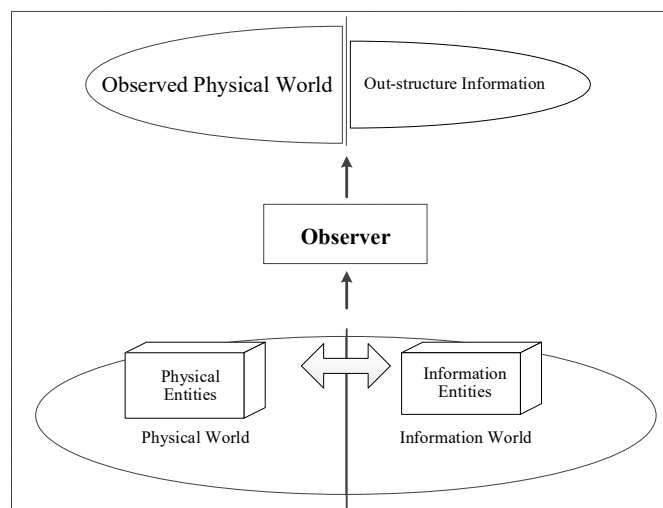 Observed Physical World
Out-structure Information
Observer
Physical
Entities
Information
Entities
Physical World
Information World